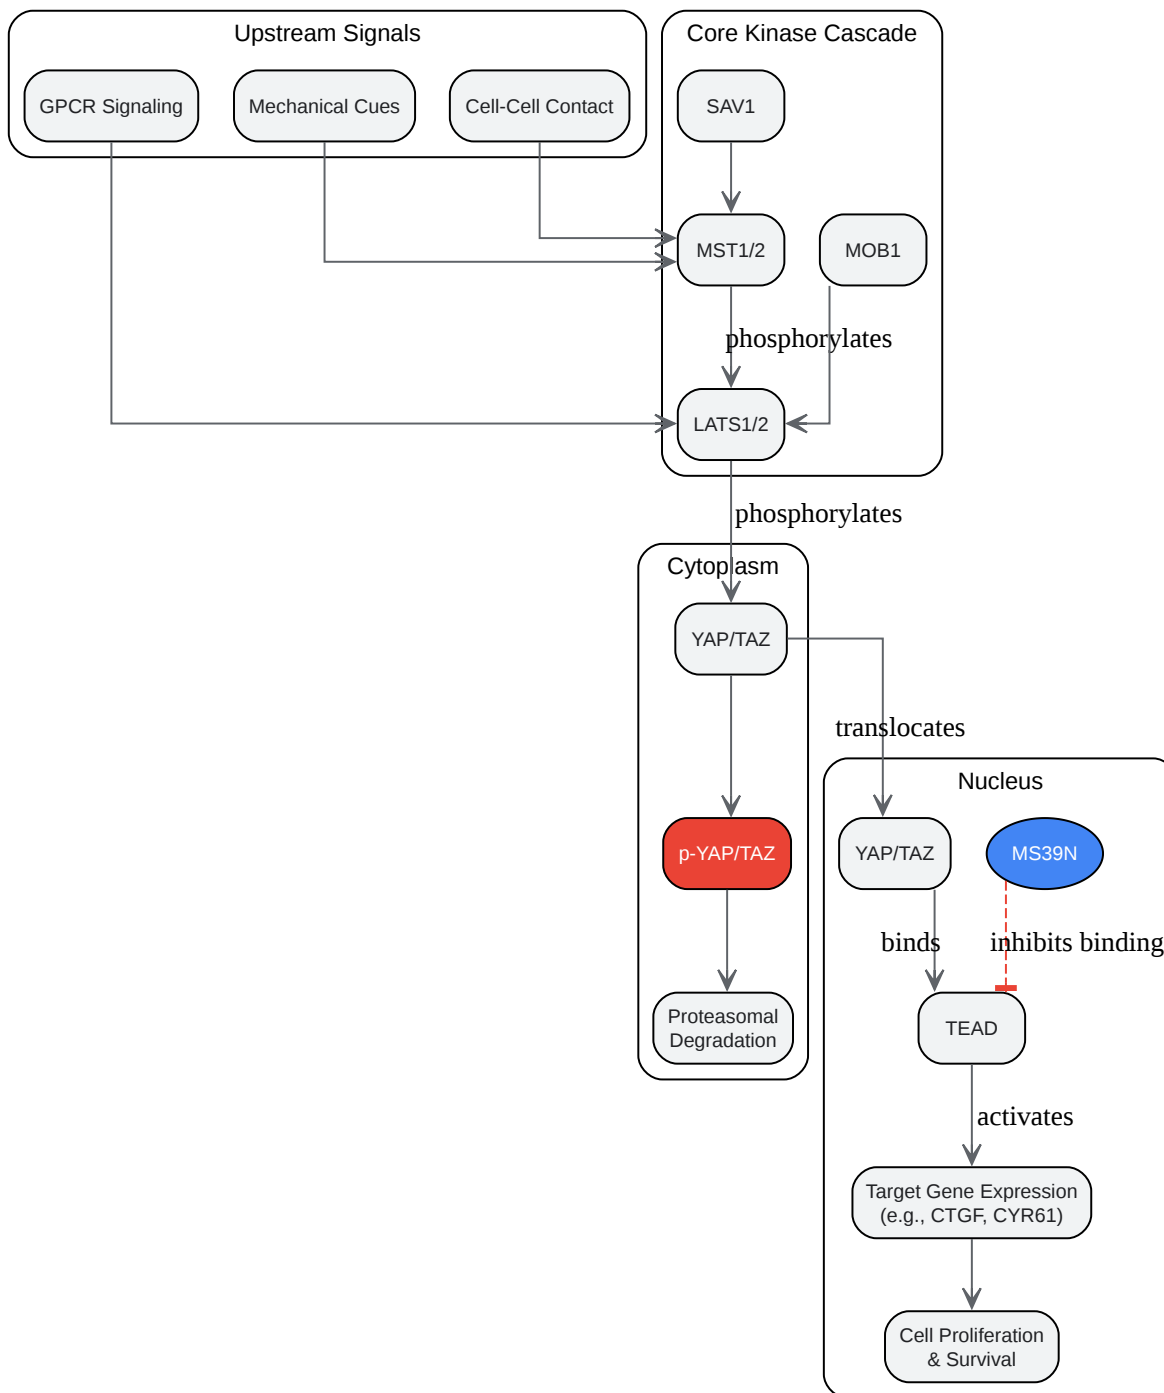 Upstream Signals
Core Kinase Cascade
GPCR Signaling
Mechanical Cues
Cell-Cell Contact
SAV1
MST1/2
MOB1
phosphorylates
LATS1/2
phosphorylates
Cytoplasm
YAP/TAZ
translocates
Nucleus
p-YAP/TAZ
YAP/TAZ
MS39N
binds
inhibits binding
Proteasomal
Degradation
TEAD
activates
Target Gene Expression
(e.g., CTGF, CYR61)
Cell Proliferation
& Survival